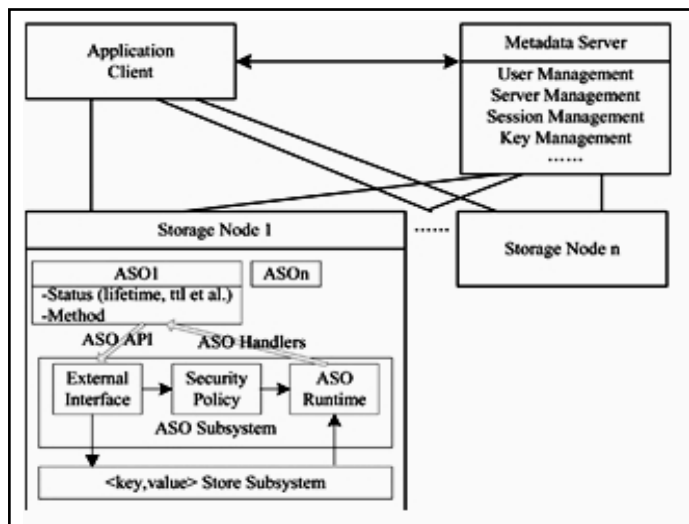 Application
Client
Metadata Server
User Management
Server Management
Session Management
Key Management
......
Storage Node 1
......
Storage Node n
ASO1
ASOn
-Status (lifetime, ttl et al.)
-Method
ASO API
ASO Handlers
External
Interface
Security
Policy
ASO
Runtime
ASO Subsystem
<key,value> Store Subsystem